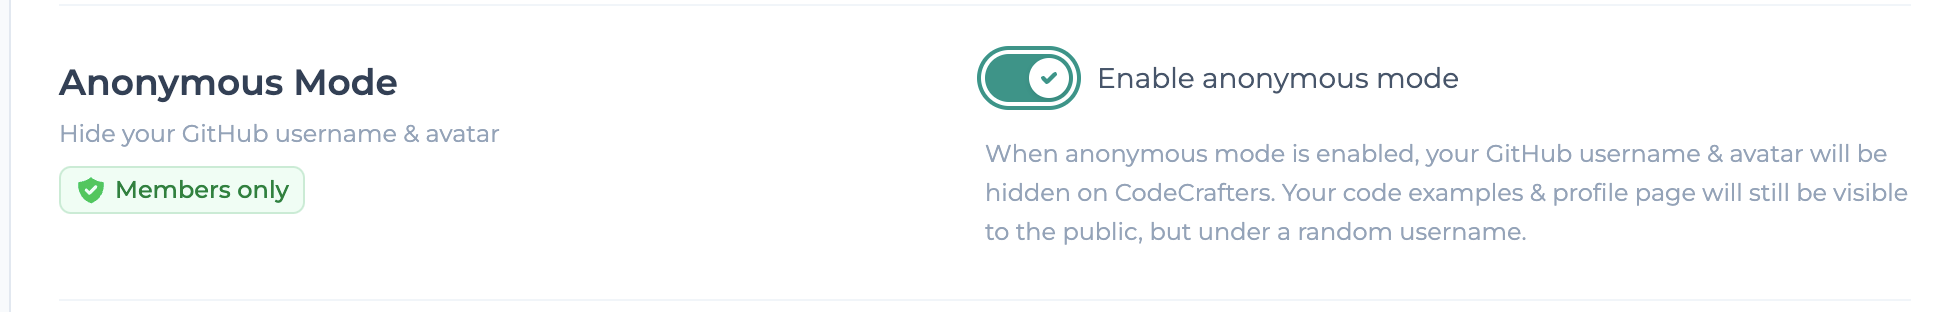 Anonymous Mode
Hide your GitHub username & avatar
Members only
Enable anonymous mode
When anonymous mode is enabled, your GitHub username & avatar will be
hidden on CodeCrafters. Your code examples & profile page will still be visible
to the public, but under a random username.